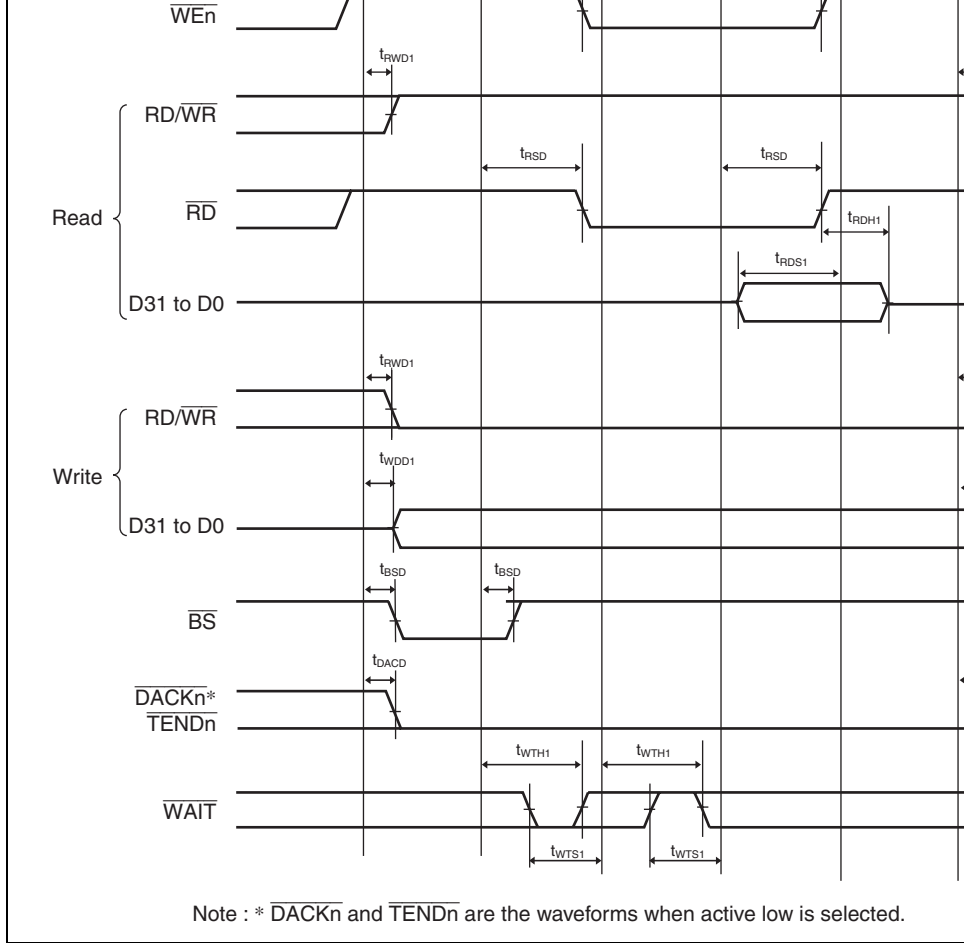 WEn
tRWD1
RD/WR
tRSD tRSD
Read
RD
tRDH1
tRDS1
D31 to D0
tRWD1
RD/WR
tWDD1
Write
D31 to D0
tBSD tBSD
BS
tDACD
DACKn*
TENDn
tWTH1 tWTH1
WAIT
tWTS1 tWTS1
Note : * DACKn and TENDn are the waveforms when active low is selected.